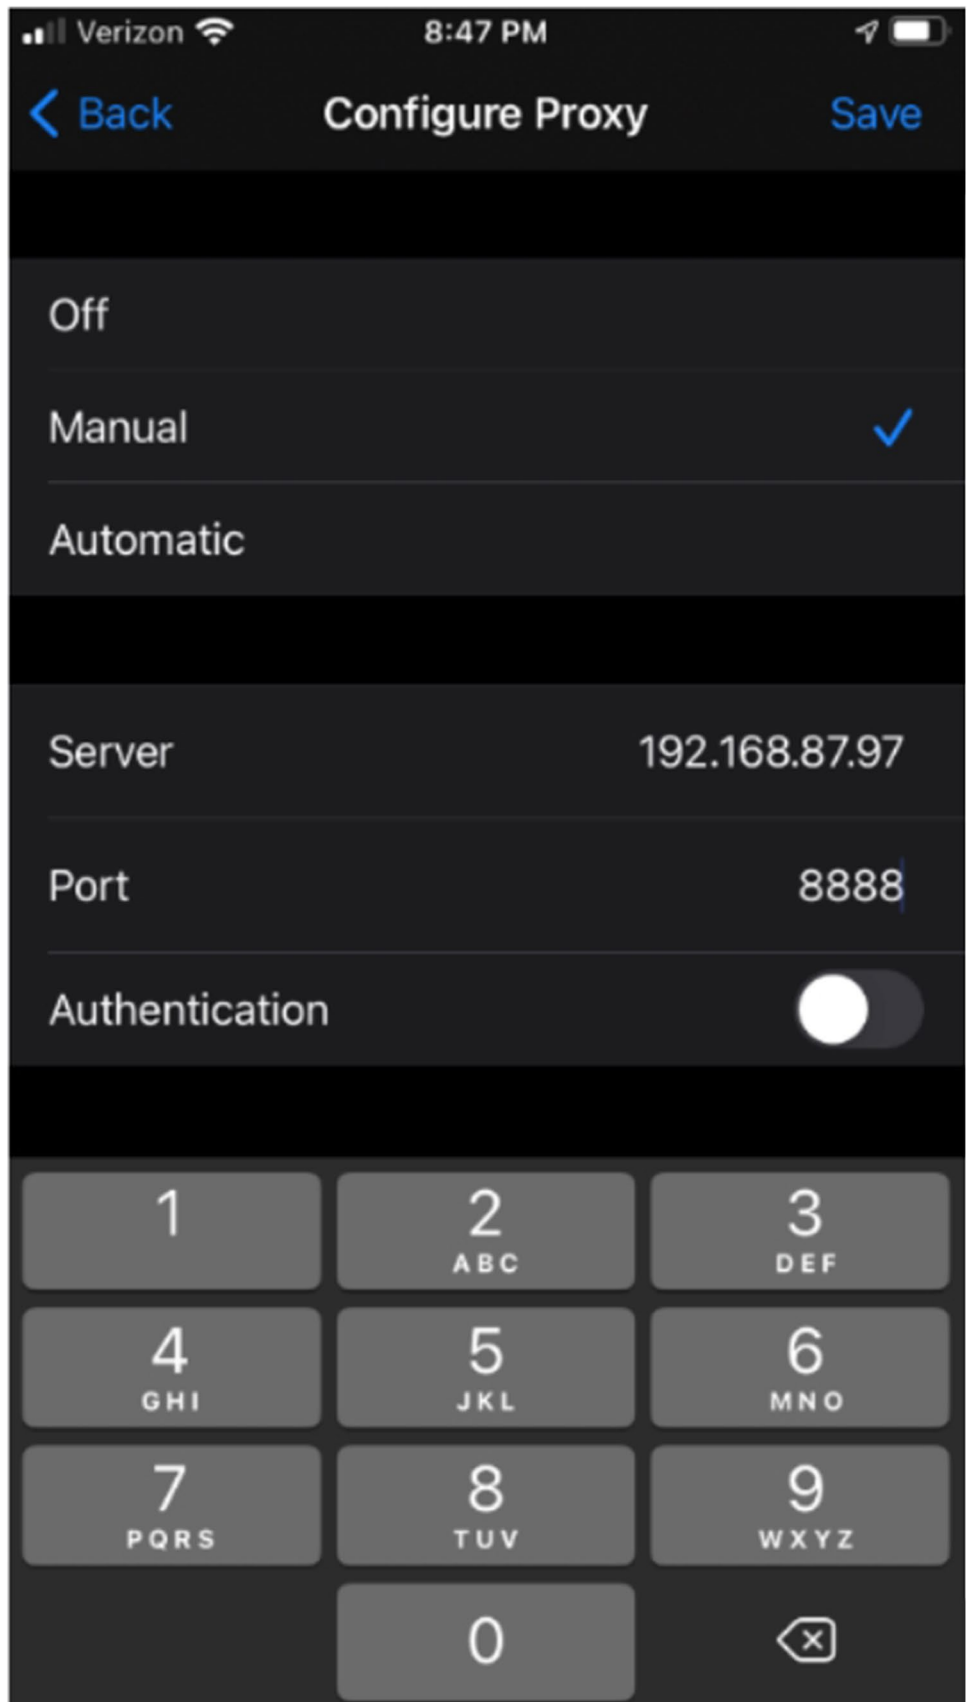 Verizon 8:47 PM
Back Configure Proxy Save
Off
Manual
Automatic
Server 192.168.87.97
Port 8888
Authentication
1 2 3
ABC DEF
4 5 6
GHI JKL MNO
7 8 9
PQRS TUV WXYZ
0